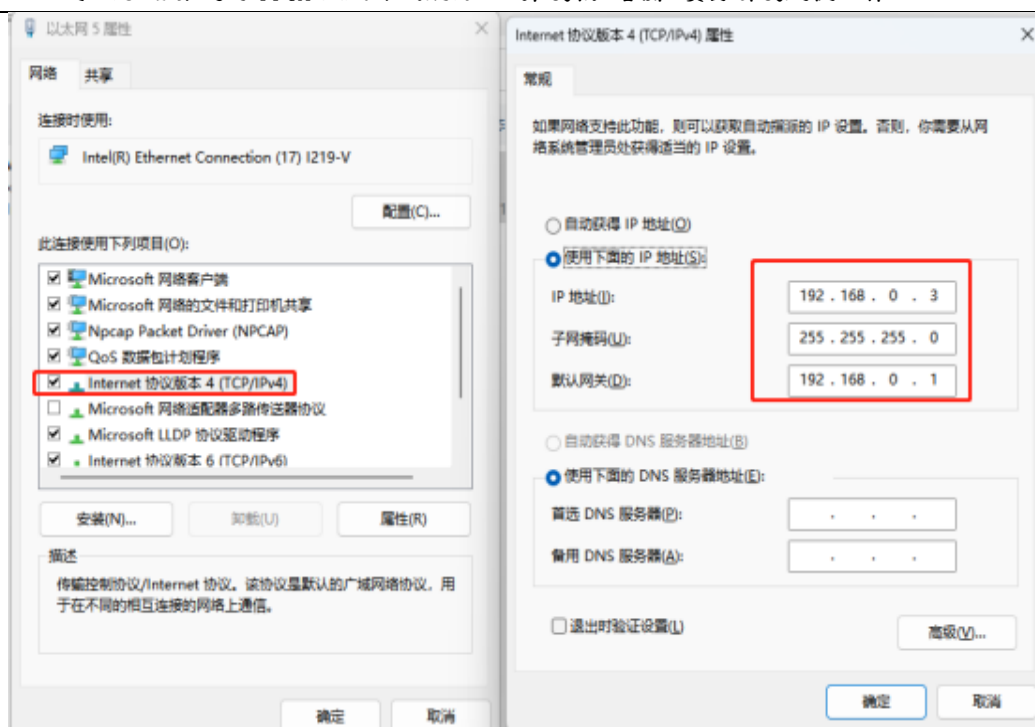 以太网 5 属性
网络 共享
连接时使用:
Intel(R) Ethernet Connection (17) I219-V
配置(C)...
此连接使用下列项目(O):
Microsoft 网络客户端
Microsoft 网络的文件和打印机共享
Npcap Packet Driver (NPCAP)
QoS 数据包计划程序
Internet 协议版本 4 (TCP/IPv4)
Microsoft 网络适配器多路传送器协议
Microsoft LLDP 协议驱动程序
Internet 协议版本 6 (TCP/IPv6)
安装(N)... 卸载(U) 属性(R)
描述
传输控制协议/Internet 协议。该协议是默认的广域网络协议，用
于在不同的相互连接的网络上通信。
确定 取消
Internet 协议版本 4 (TCP/IPv4) 属性
常规
如果网络支持此功能，则可以获取自动指派的 IP 设置。否则，你需要从网
络系统管理员处获得适当的 IP 设置。
自动获得 IP 地址(O)
使用下面的 IP 地址(S):
IP 地址(I): 192 . 168 . 0 . 3
子网掩码(U): 255 . 255 . 255 . 0
默认网关(D): 192 . 168 . 0 . 1
自动获得 DNS 服务器地址(B)
使用下面的 DNS 服务器地址(E):
首选 DNS 服务器(P): . . .
备用 DNS 服务器(A): . . .
退出时验证设置(L)
高级(V)...
确定 取消